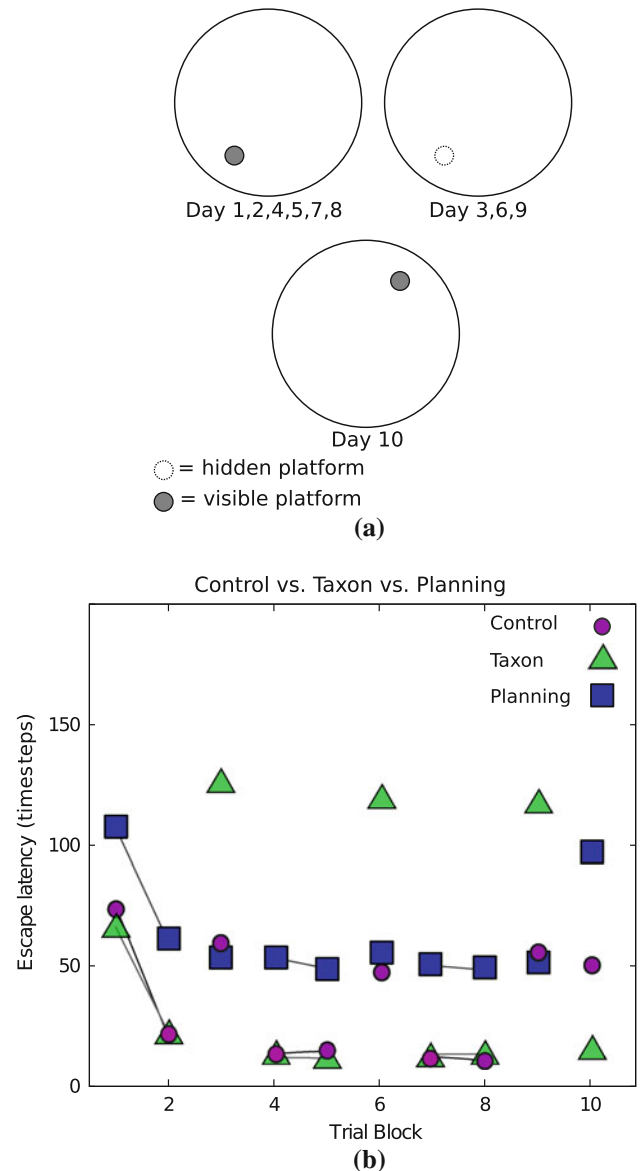 Day 1,2,4,5,7,8
Day 3,6,9
Day 10
= hidden platform
= visible platform
(a)
Control vs. Taxon vs. Planning
Control
Taxon
Planning
Escape latency (timesteps)
150
100
50
0
2
4
6
8
10
Trial Block
(b)